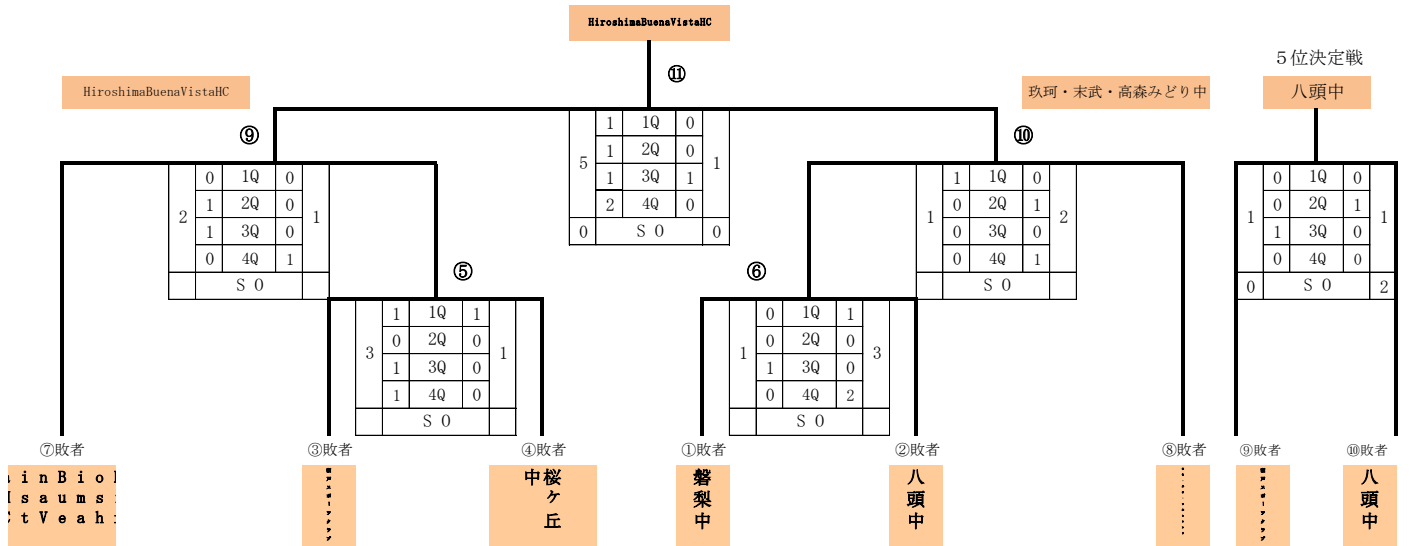 HiroshimaBuenaVistaHC
⑪
５位決定戦
HiroshimaBuenaVistaHC
玖珂・末武・高森みどり中
八頭中
⑨
⑩
5 1 1Q 0 1
1 2Q 0
1 3Q 1
2 4Q 0
0 ＳＯ 0
2 0 1Q 0 1
1 2Q 0
1 3Q 0
0 4Q 1
ＳＯ
1 1 1Q 0 2
0 2Q 1
0 3Q 0
0 4Q 1
ＳＯ
1 0 1Q 0 1
0 2Q 1
1 3Q 0
0 4Q 0
0 ＳＯ 2
⑤
⑥
3 1 1Q 1 1
0 2Q 0
1 3Q 0
1 4Q 0
ＳＯ
1 0 1Q 1 3
0 2Q 0
1 3Q 0
0 4Q 2
ＳＯ
⑦敗者
③敗者
④敗者
①敗者
②敗者
⑧敗者
⑨敗者
⑩敗者
桜ケ丘
中
磐梨中
八頭中
八頭中